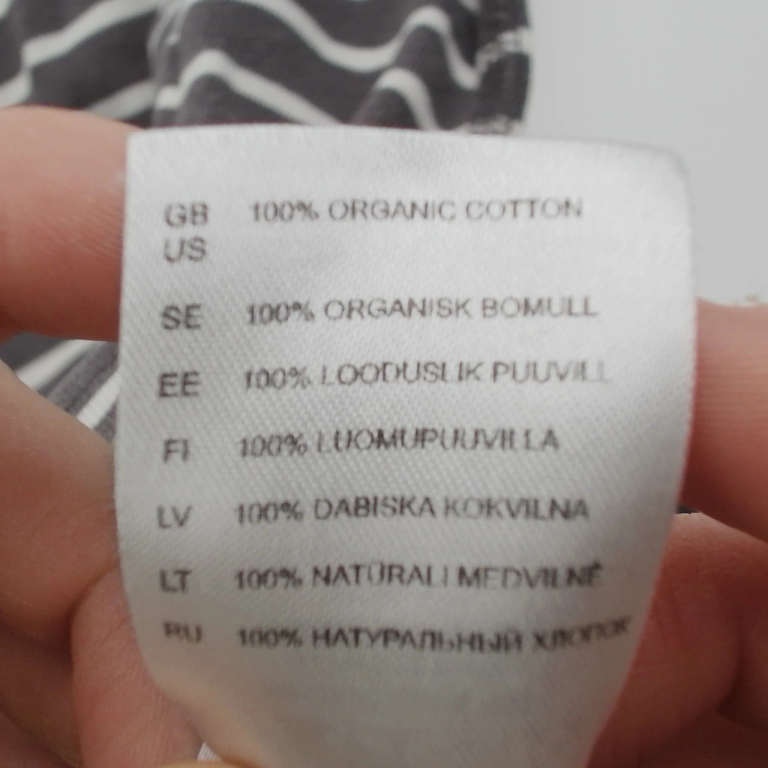 GB 100% ORGANIC COTTON
US
SE 100% ORGANISK BOMULL
EE 100% LOODUSLIK PUUVILL
FI 100% LUOMUPUUVILLA
LV 100% DABISKA KOKVILNA
LT 100% NATŪRALI MEDVILNĖ
RU 100% НАТУРАЛЬНЫЙ ХЛОПОК